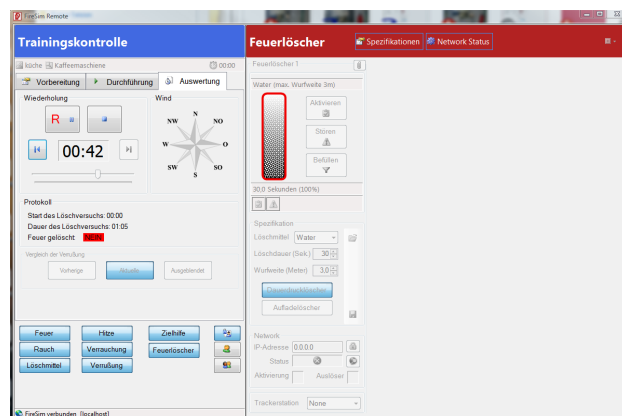 FireSim Remote
Trainingskontrolle
Küche Kaffeemaschiene 00:00
Vorbereitung Durchführung Auswertung
Wiederholung
R
00:42
Wind
N
NW NO
W O
SW SO
S
Protokoll
Start des Löschversuchs: 00:00
Dauer des Löschversuchs: 01:05
Feuer gelöscht NEIN
Vergleich der Verrußung
Vorherige Aktuelle Ausgeblendet
Feuer Hitze Zielhilfe
Rauch Verrauchung Feuerlöscher
Löschmittel Verrußung
FireSim verbunden [localhost]
Feuerlöscher Spezifikationen Network Status
Feuerlöscher 1
Water (max. Wurfweite 3m)
Aktivieren
Stören
Befüllen
30,0 Sekunden (100%)
Spezifikation
Löschmittel Water
Löschdauer (Sek.) 30
Wurfweite (Meter) 3.0
Dauerdrucklöscher
Aufladelöscher
Network
IP-Adresse 0.0.0.0
Status
Aktivierung Auslöser
Trackerstation None